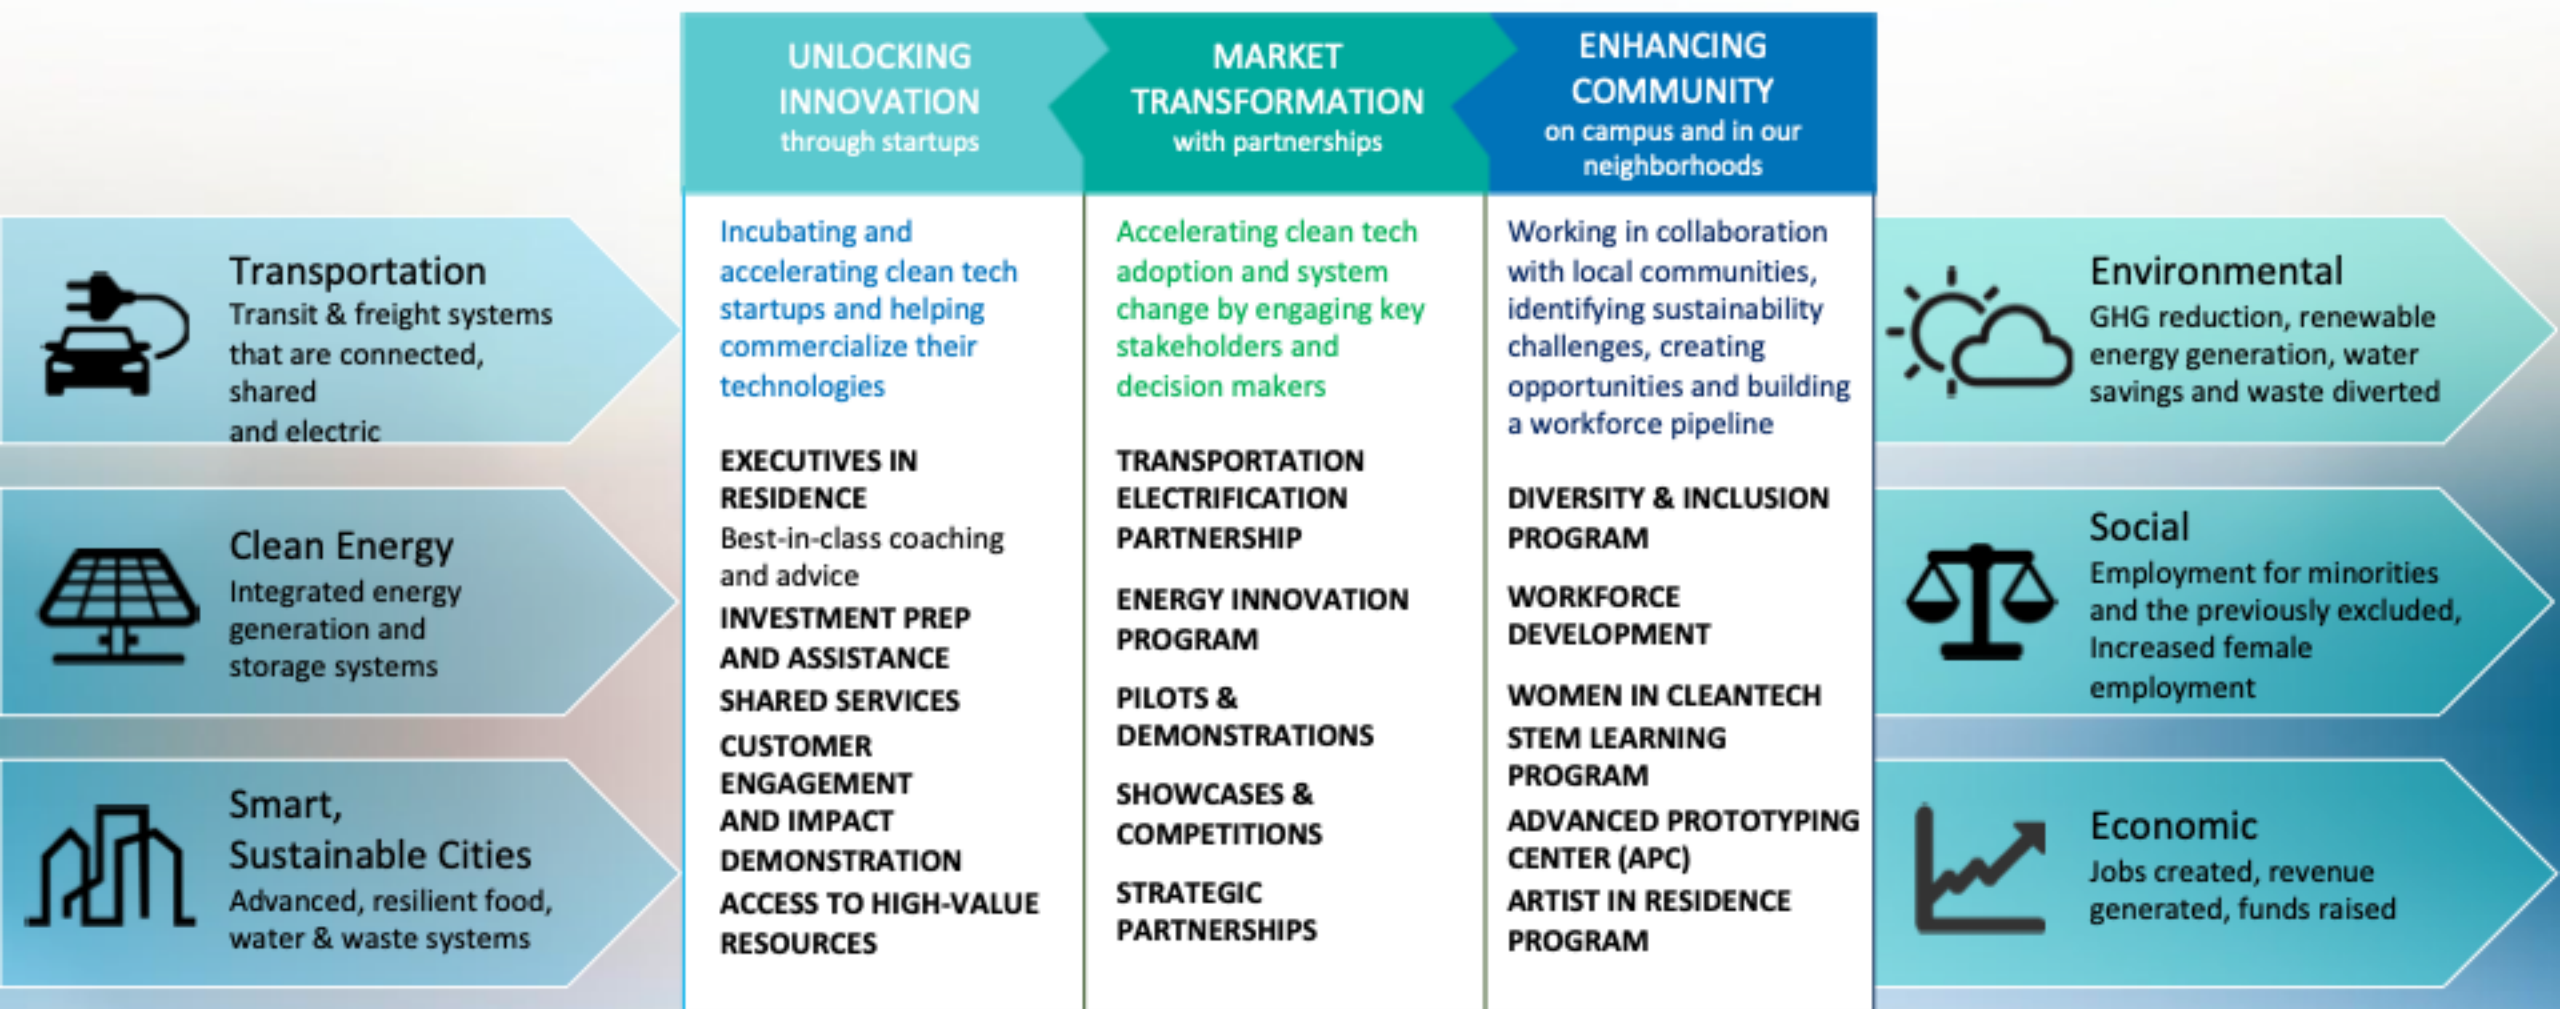 Transportation
Transit & freight systems
that are connected,
shared
and electric
Clean Energy
Integrated energy
generation and
storage systems
Smart,
Sustainable Cities
Advanced, resilient food,
water & waste systems
UNLOCKING
INNOVATION
through startups
Incubating and
accelerating clean tech
startups and helping
commercialize their
technologies
EXECUTIVES IN
RESIDENCE
Best-in-class coaching
and advice
INVESTMENT PREP
AND ASSISTANCE
SHARED SERVICES
CUSTOMER
ENGAGEMENT
AND IMPACT
DEMONSTRATION
ACCESS TO HIGH-VALUE
RESOURCES
MARKET
TRANSFORMATION
with partnerships
Accelerating clean tech
adoption and system
change by engaging key
stakeholders and
decision makers
TRANSPORTATION
ELECTRIFICATION
PARTNERSHIP
ENERGY INNOVATION
PROGRAM
PILOTS &
DEMONSTRATIONS
SHOWCASES &
COMPETITIONS
STRATEGIC
PARTNERSHIPS
ENHANCING
COMMUNITY
on campus and in our
neighborhoods
Working in collaboration
with local communities,
identifying sustainability
challenges, creating
opportunities and building
a workforce pipeline
DIVERSITY & INCLUSION
PROGRAM
WORKFORCE
DEVELOPMENT
WOMEN IN CLEANTECH
STEM LEARNING
PROGRAM
ADVANCED PROTOTYPING
CENTER (APC)
ARTIST IN RESIDENCE
PROGRAM
Environmental
GHG reduction, renewable
energy generation, water
savings and waste diverted
Social
Employment for minorities
and the previously excluded,
Increased female
employment
Economic
Jobs created, revenue
generated, funds raised